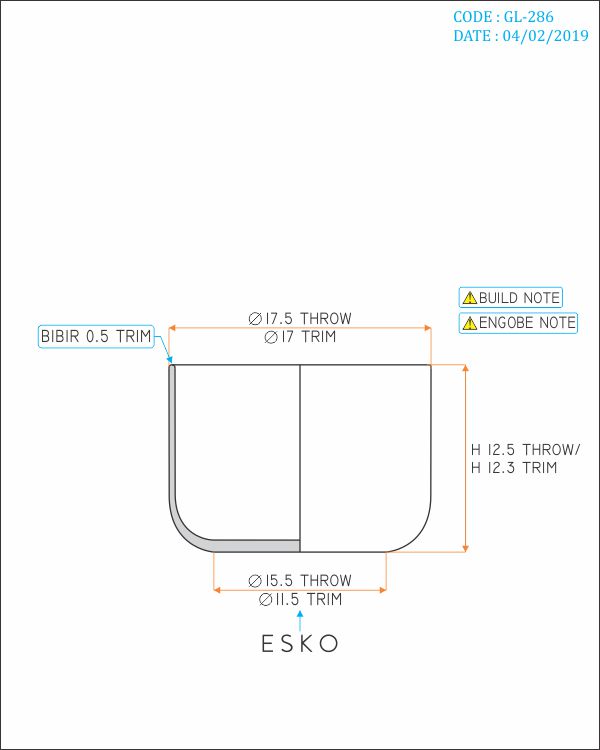 CODE : GL-286
DATE : 04/02/2019
BUILD NOTE
ENGOBE NOTE
∅ 17.5 THROW
∅ 17 TRIM
BIBIR 0.5 TRIM
H 12.5 THROW/
H 12.3 TRIM
∅ 15.5 THROW
∅ 11.5 TRIM
ESKO